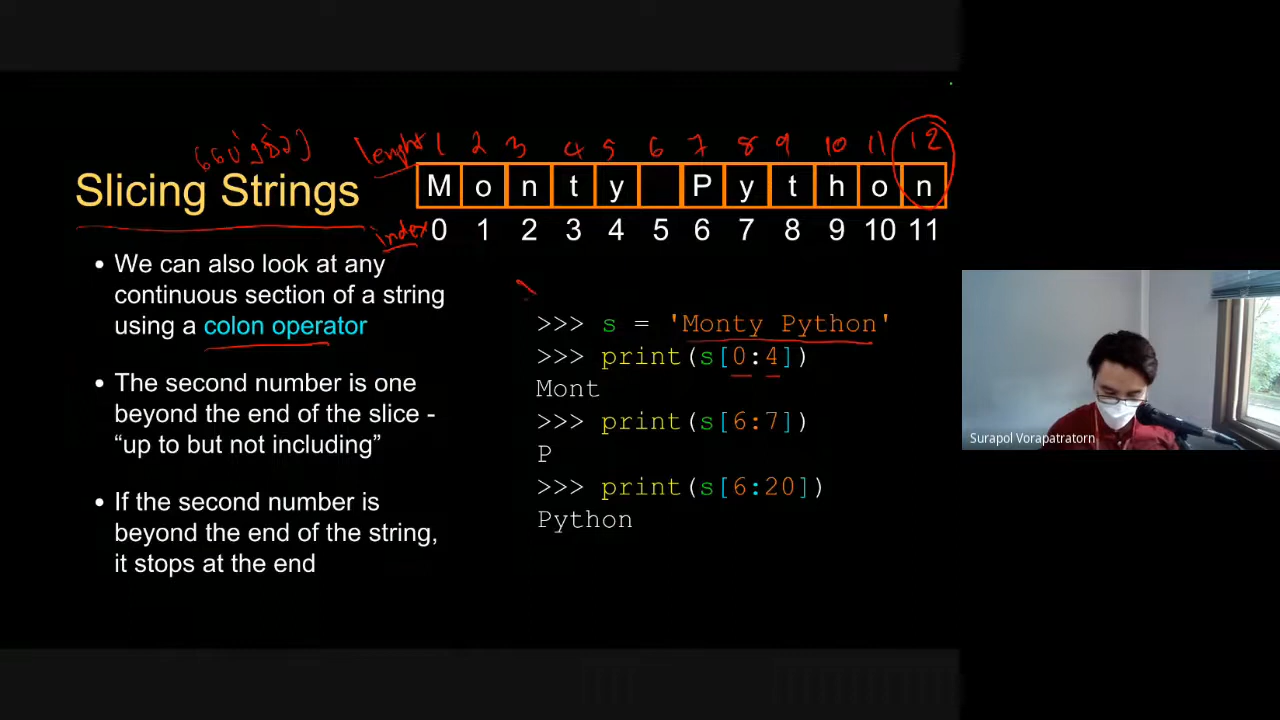 lenght 1 2 3 4 5 6 7 8 9 10 11 12
M o n t y P y t h o n
Slicing Strings
index 0 1 2 3 4 5 6 7 8 9 10 11
• We can also look at any
continuous section of a string
using a colon operator
• The second number is one
beyond the end of the slice -
“up to but not including”
• If the second number is
beyond the end of the string,
it stops at the end
>>> s = 'Monty Python'
>>> print(s[0:4])
Mont
>>> print(s[6:7])
P
>>> print(s[6:20])
Python
Surapol Vorapatratorn